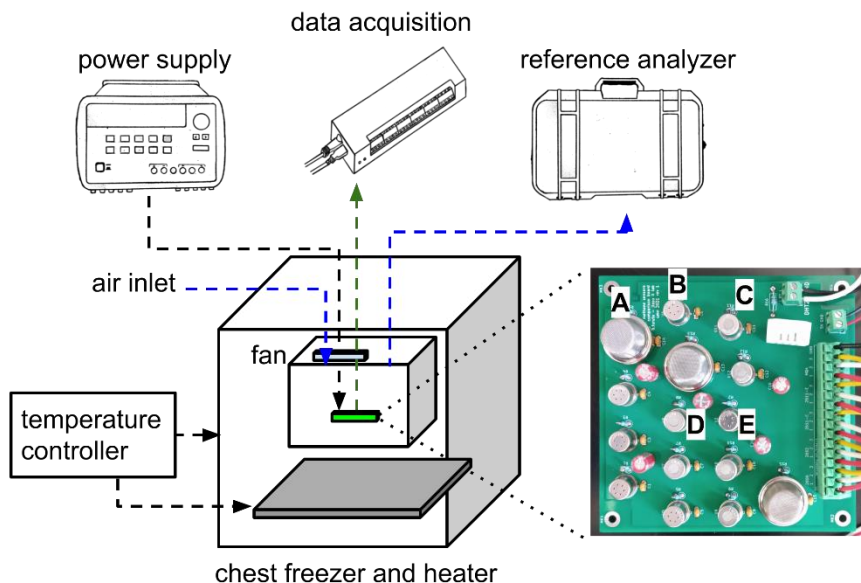 data acquisition
power supply
reference analyzer
air inlet
fan
temperature
controller
chest freezer and heater
A
B
C
D
E